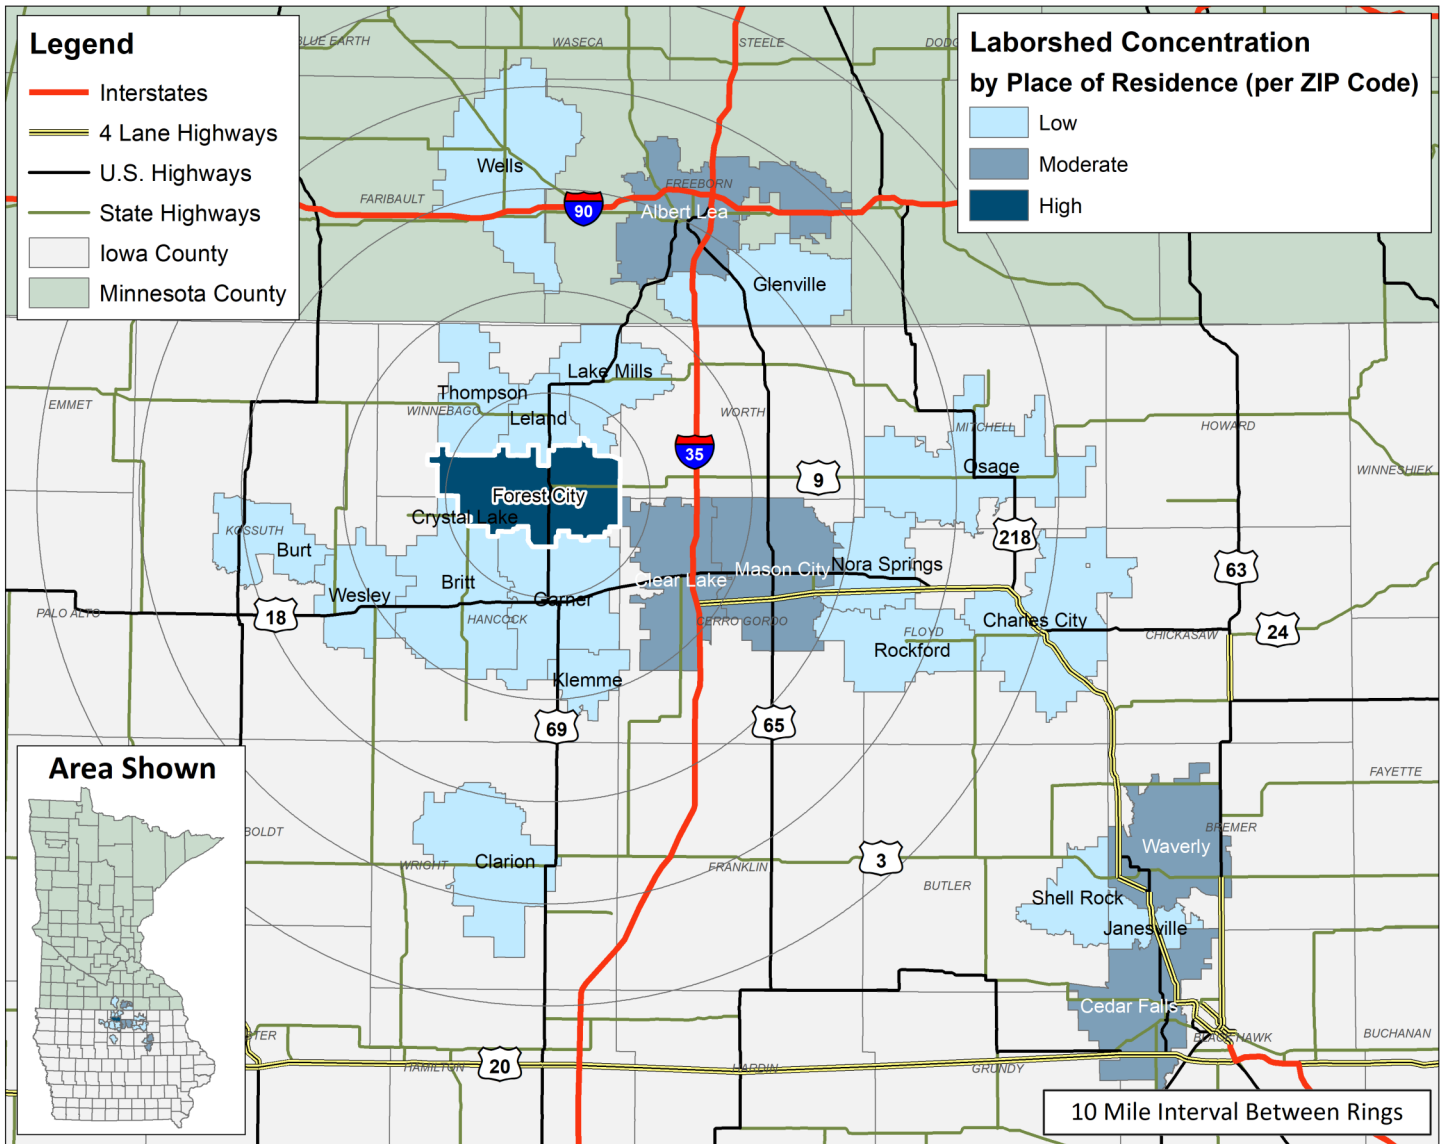 Legend
Interstates
4 Lane Highways
U.S. Highways
State Highways
Iowa County
Minnesota County
Laborshed Concentration
by Place of Residence (per ZIP Code)
Low
Moderate
High
BLUE EARTH
WASECA
STEELE
Wells
FREEBORN
FARIBAULT
90
Albert Lea
Glenville
Lake Mills
Thompson
EMMET
WINNEBAGO
Leland
WORTH
MITCHELL
HOWARD
35
Osage
WINNESHIEK
9
Forest City
Crystal Lake
KOSSUTH
218
Burt
Nora Springs
Mason City
63
Clear Lake
Britt
Wesley
Garner
PALO ALTO
18
HANCOCK
CERRO GORDO
Charles City
FLOYD
CHICKASAW
24
Rockford
Klemme
69
65
Area Shown
FAYETTE
BOLDT
BREMER
Waverly
WRIGHT
Clarion
FRANKLIN
3
BUTLER
Shell Rock
Janesville
Cedar Falls
TER
BLACK HAWK
BUCHANAN
HAMILTON
20
HARDIN
GRUNDY
10 Mile Interval Between Rings